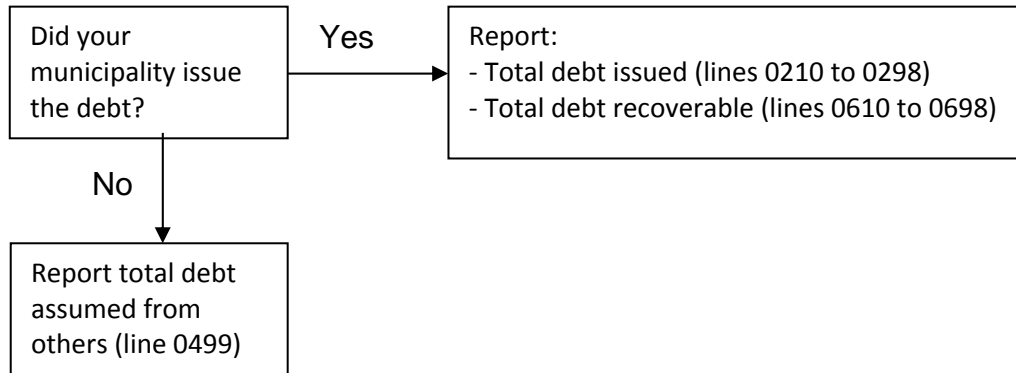 Did your
municipality issue
the debt?
Yes
Report:
- Total debt issued (lines 0210 to 0298)
- Total debt recoverable (lines 0610 to 0698)
No
Report total debt
assumed from
others (line 0499)